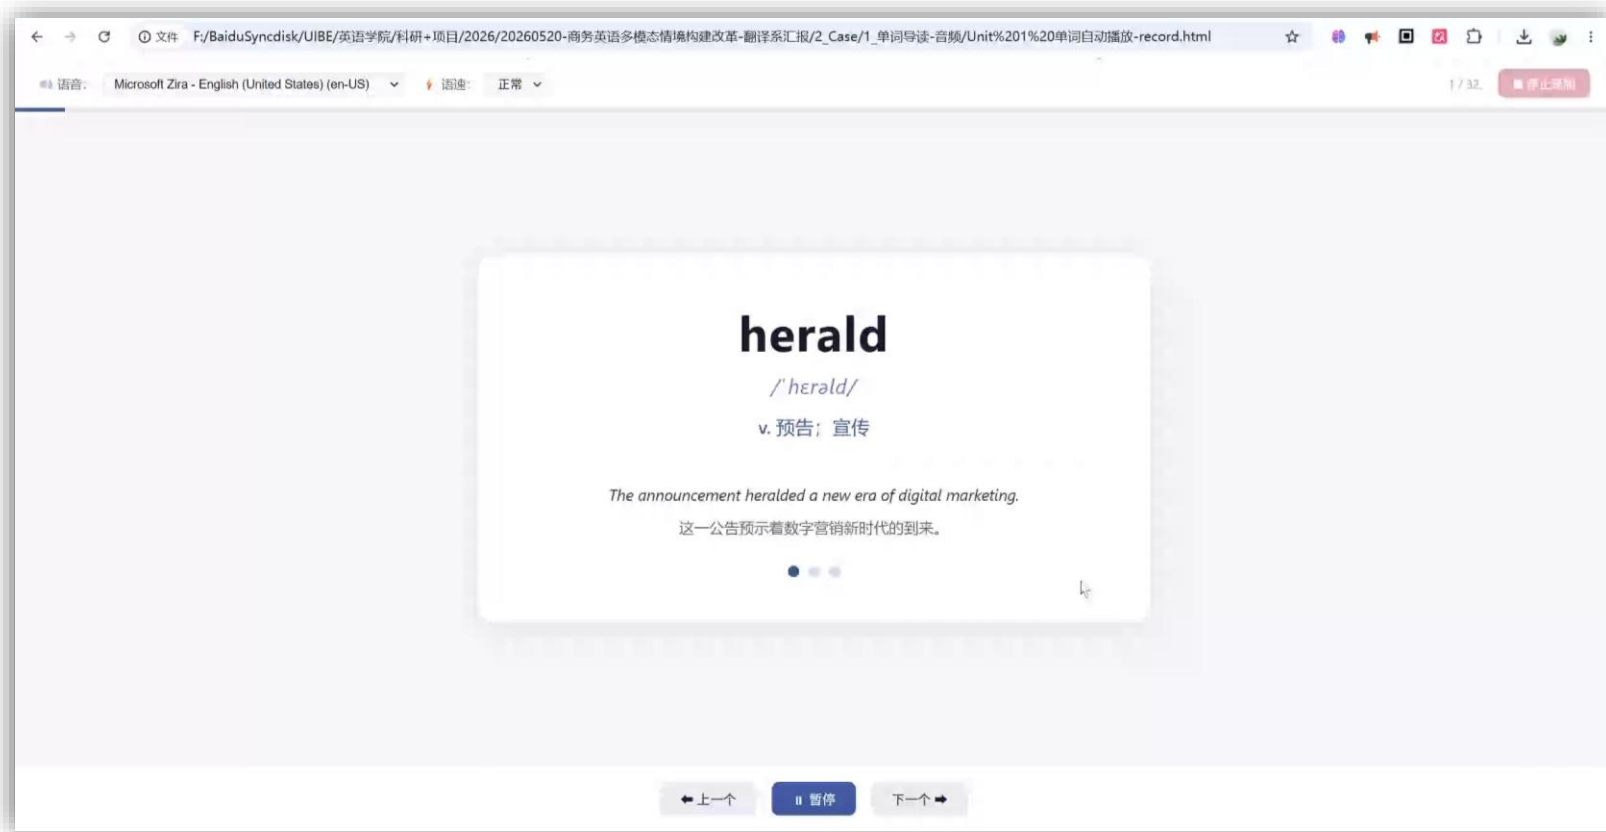 文件 F:/BaiduSyncdisk/UIBE/英语学院/科研+项目/2026/20260520-商务英语多模态情境构建改革-翻译系汇报/2_Case/1_单词导读-音频/Unit%201%20单词自动播放-record.html
语音: Microsoft Zira - English (United States) (en-US) 语速: 正常 1 / 32 停止录制
herald
/ˈhɛrəld/
v. 预告；宣传
The announcement heralded a new era of digital marketing.
这一公告预示着数字营销新时代的到来。
上一个 暂停 下一个